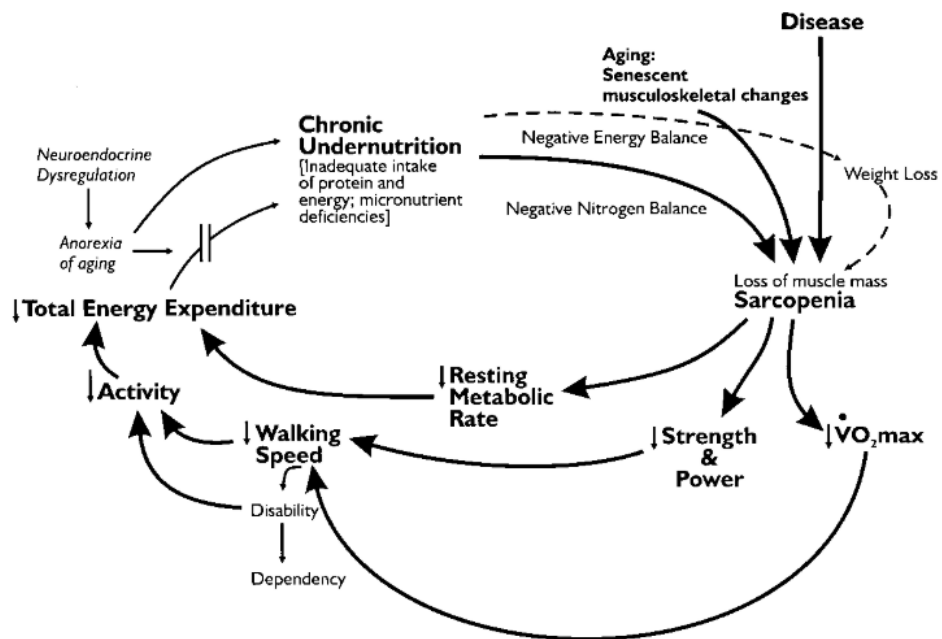 Disease
Aging:
Senescent
musculoskeletal changes
Chronic
Undernutrition
[Inadequate intake
of protein and
energy; micronutrient
deficiencies]
Negative Energy Balance
Weight Loss
Negative Nitrogen Balance
Neuroendocrine
Dysregulation
Anorexia
of aging
Loss of muscle mass
Sarcopenia
↓Total Energy Expenditure
↓Resting
Metabolic
Rate
↓Activity
↓Walking
Speed
↓Strength
&
Power
↓V̇O₂max
Disability
Dependency